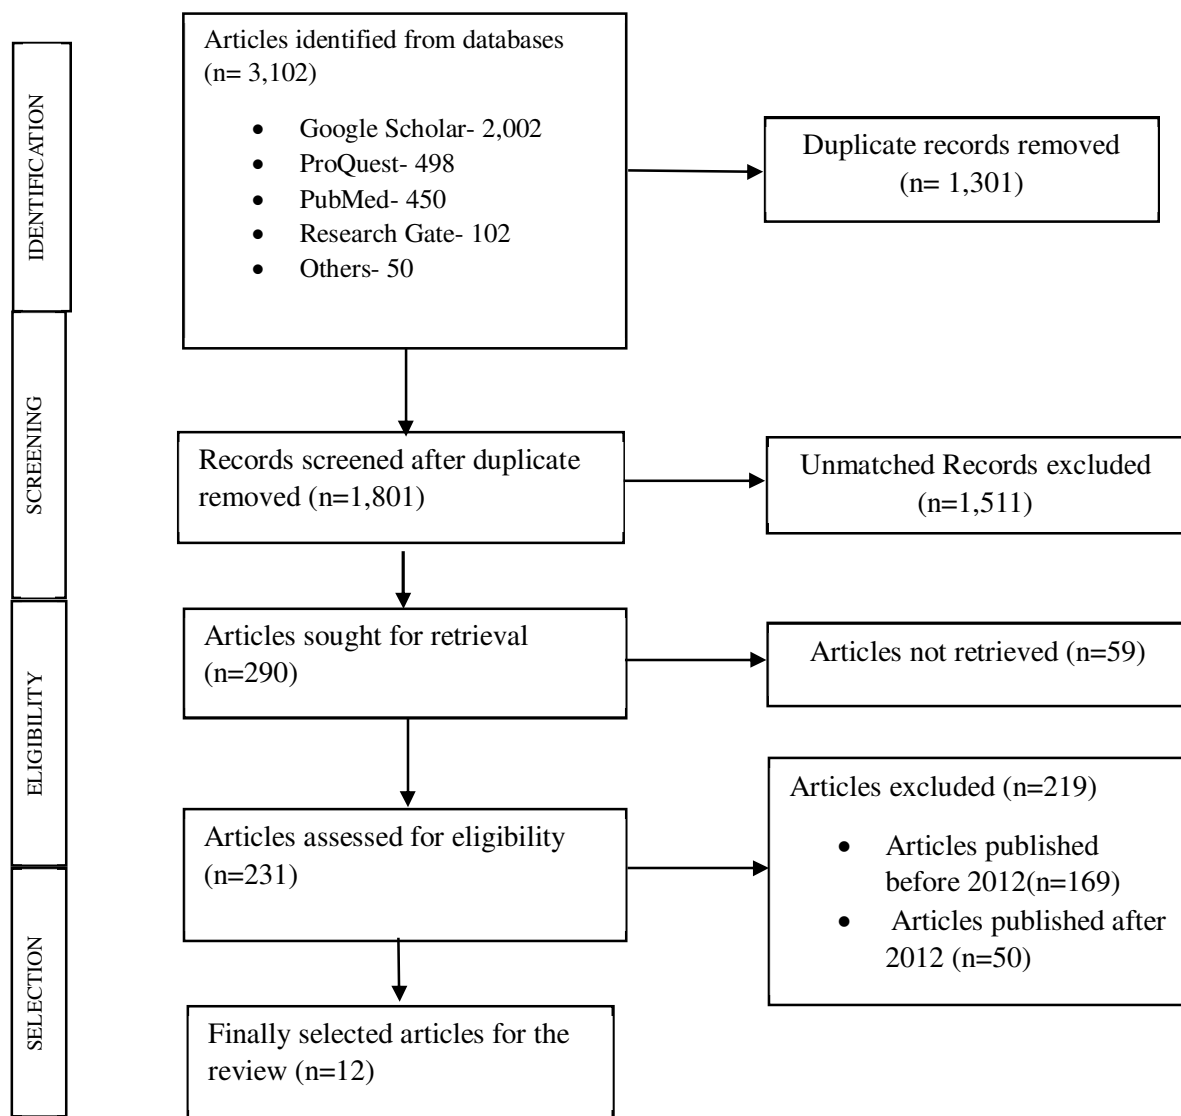 IDENTIFICATION
Articles identified from databases
(n= 3,102)
• Google Scholar- 2,002
• ProQuest- 498
• PubMed- 450
• Research Gate- 102
• Others- 50
Duplicate records removed
(n= 1,301)
SCREENING
Records screened after duplicate
removed (n=1,801)
Unmatched Records excluded
(n=1,511)
ELIGIBILITY
Articles sought for retrieval
(n=290)
Articles not retrieved (n=59)
Articles assessed for eligibility
(n=231)
Articles excluded (n=219)
• Articles published
before 2012(n=169)
• Articles published after
2012 (n=50)
SELECTION
Finally selected articles for the
review (n=12)